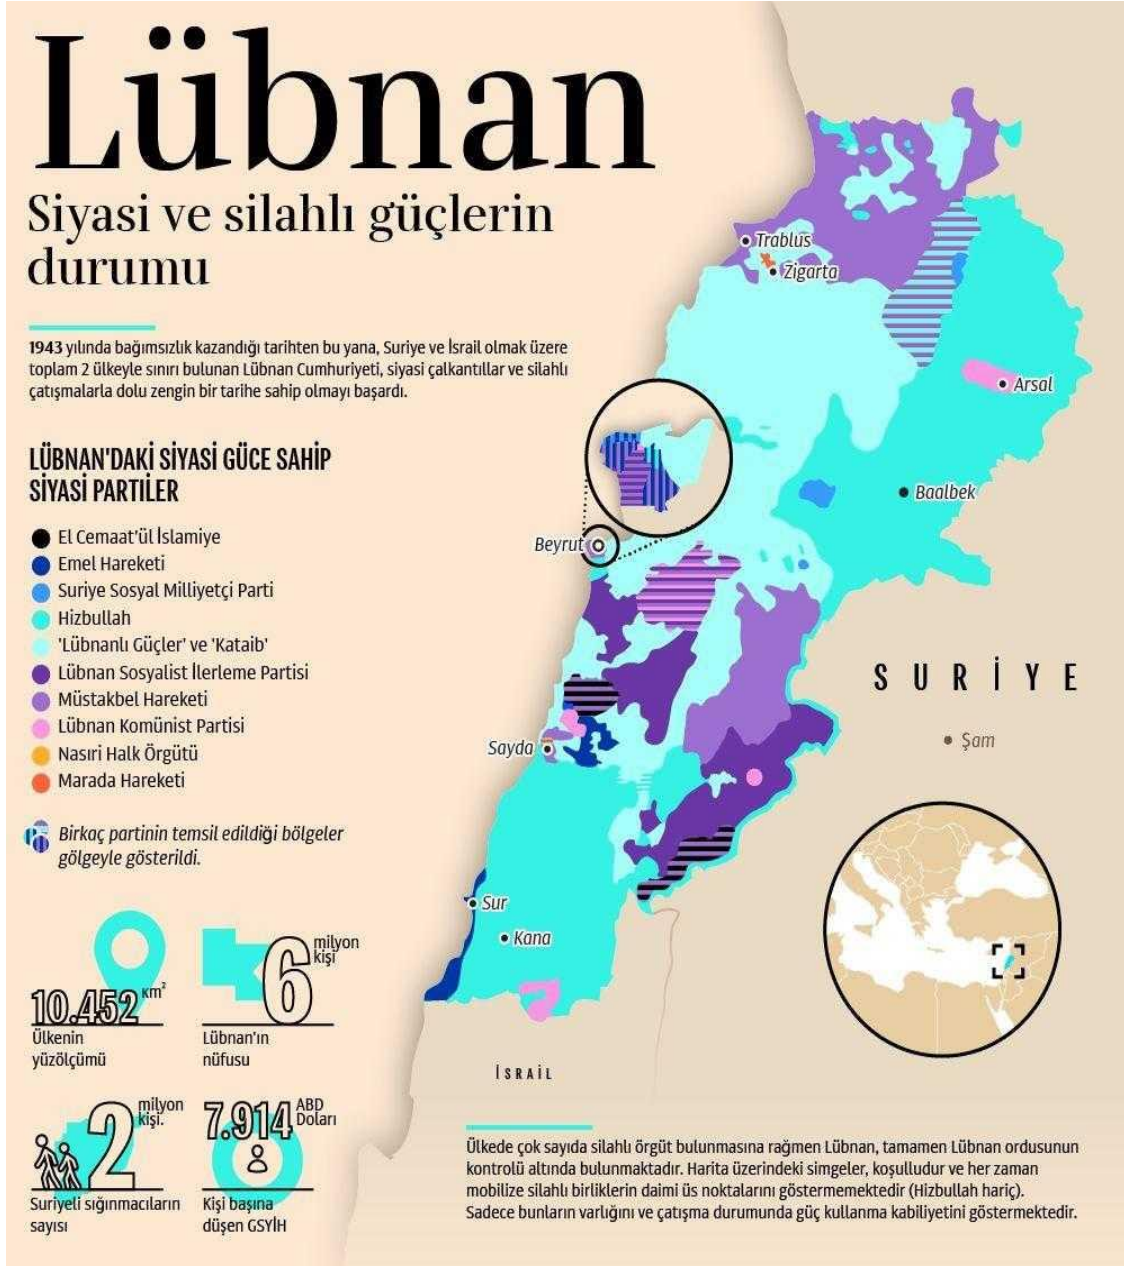 Lübnan
Siyasi ve silahlı güçlerin
durumu
1943 yılında bağımsızlık kazandığı tarihten bu yana, Suriye ve İsrail olmak üzere
toplam 2 ülkeyle sınırı bulunan Lübnan Cumhuriyeti, siyasi çalkantıllar ve silahlı
çatışmalarla dolu zengin bir tarihe sahip olmayı başardı.
LÜBNAN'DAKİ SİYASİ GÜCE SAHİP
SİYASİ PARTİLER
El Cemaat'ül İslamiye
Emel Hareketi
Suriye Sosyal Milliyetçi Parti
Hizbullah
'Lübnanlı Güçler' ve 'Kataib'
Lübnan Sosyalist İlerleme Partisi
Müstakbel Hareketi
Lübnan Komünist Partisi
Nasıri Halk Örgütü
Marada Hareketi
Birkaç partinin temsil edildiği bölgeler
gölgeyle gösterildi.
10.452 км²
Ülkenin
yüzölçümü
6 milyon
kişi
Lübnan'ın
nüfusu
2 milyon
kişi.
Suriyeli sığınmacıların
sayısı
7.914 ABD
Doları
Kişi başına
düşen GSYİH
Trablus
Zigarta
Arsal
Baalbek
Beyrut
SURİYE
Şam
Sayda
Sur
Kana
İSRAİL
Ülkede çok sayıda silahlı örgüt bulunmasına rağmen Lübnan, tamamen Lübnan ordusunun
kontrolü altında bulunmaktadır. Harita üzerindeki simgeler, koşulludur ve her zaman
mobilize silahlı birliklerin daimi üs noktalarını göstermemektedir (Hizbullah hariç).
Sadece bunların varlığını ve çatışma durumunda güç kullanma kabiliyetini göstermektedir.